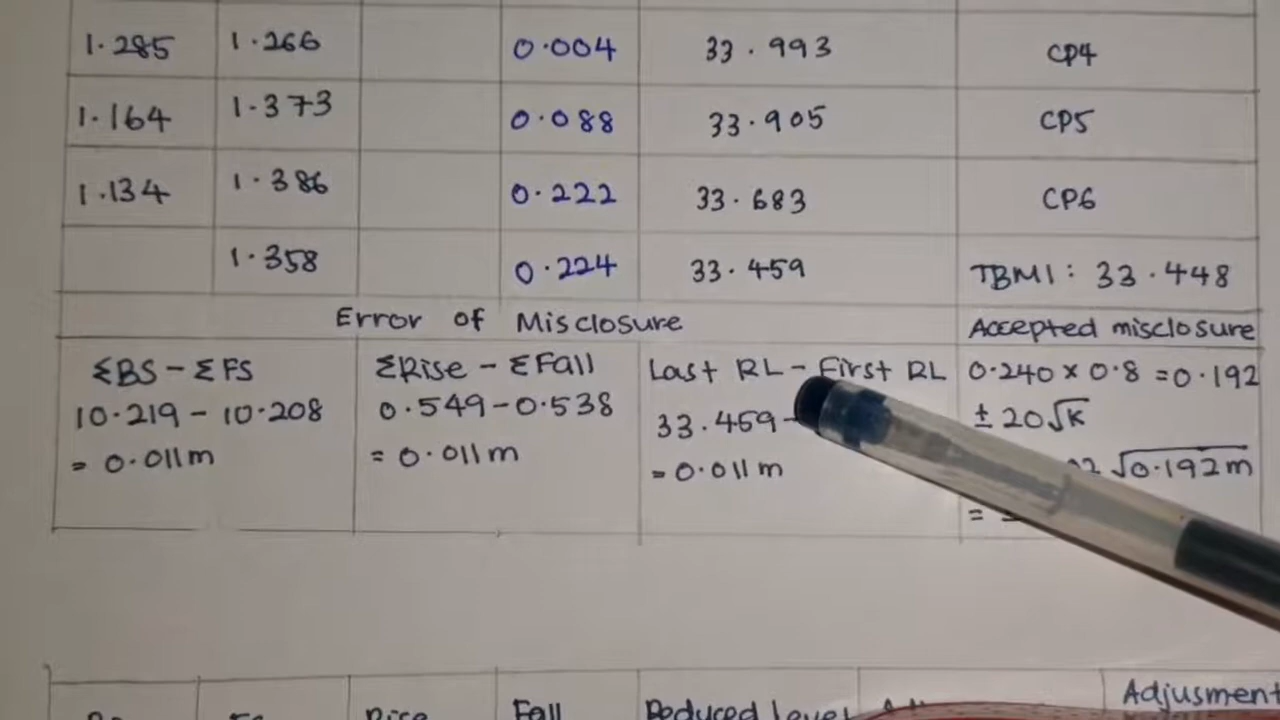 1.285 1.266 0.004 33.993 CP4
1.164 1.373 0.088 33.905 CP5
1.134 1.386 0.222 33.683 CP6
1.358 0.224 33.459 TBM1: 33.448
Error of Misclosure Accepted misclosure
ΣBS - ΣFS
10.219 - 10.208
= 0.011m
ΣRise - ΣFall
0.549 - 0.538
= 0.011m
Last RL - First RL
33.459 -
= 0.011m
0.240 x 0.8 = 0.192
± 20√K
√0.192m
=
Fall Reduced level
Adjusment